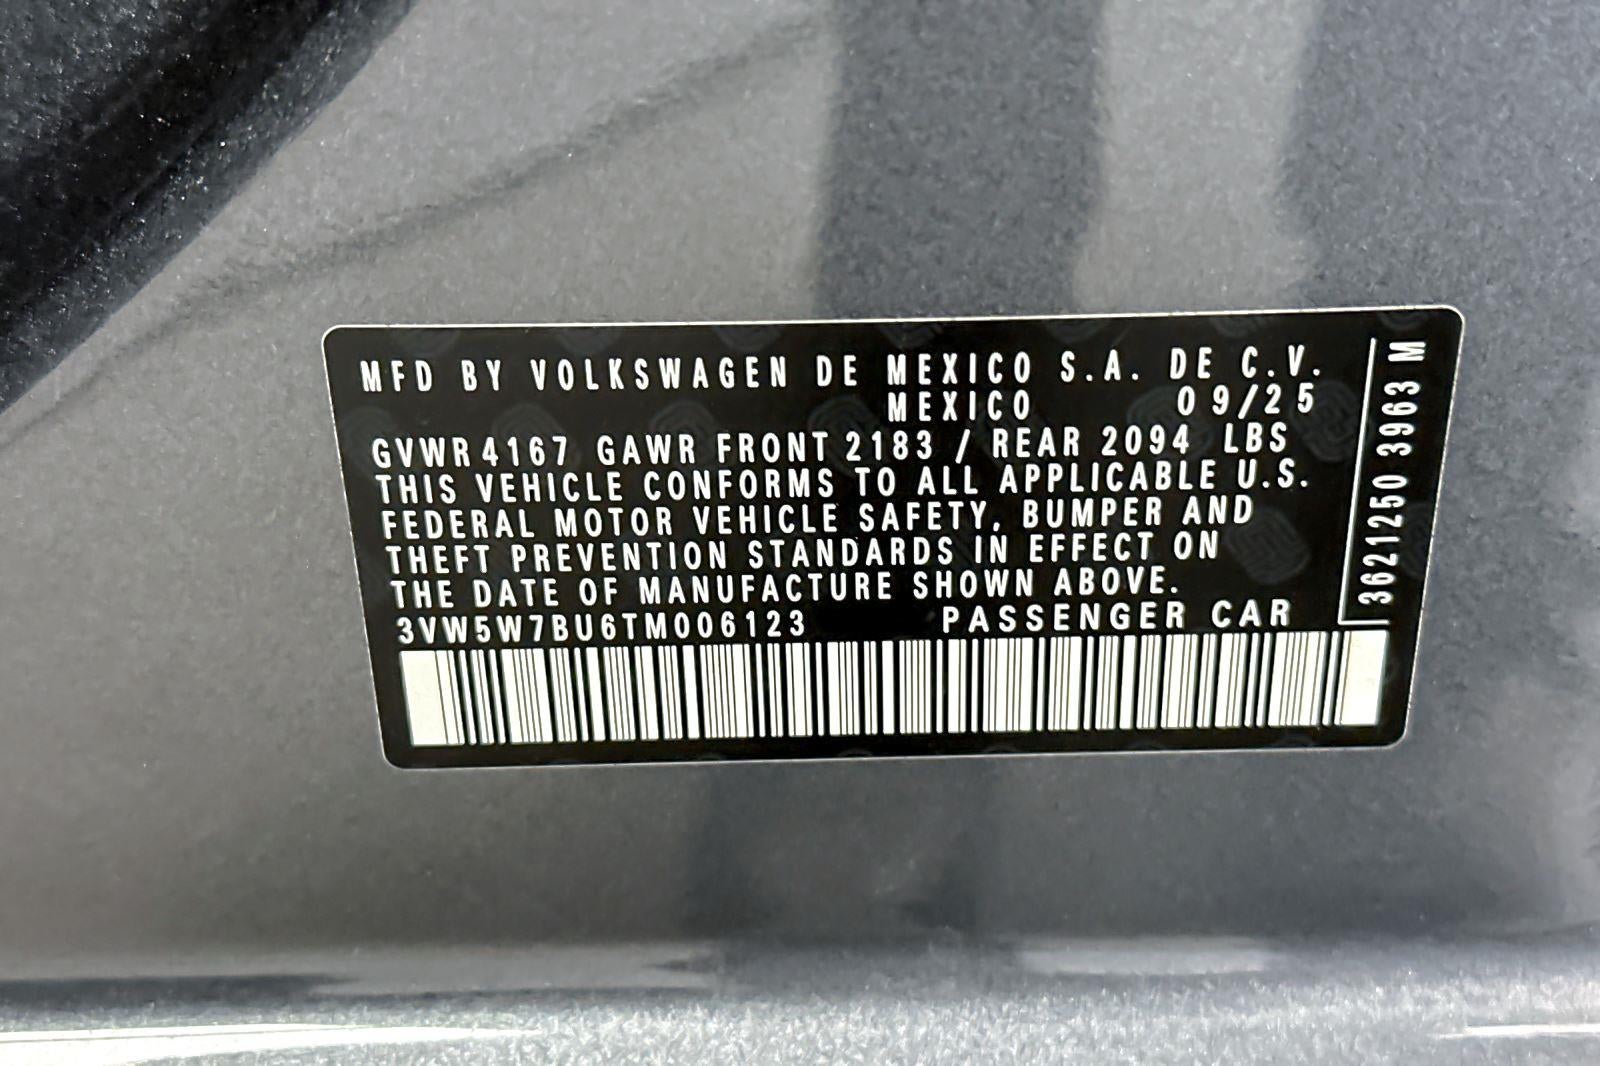 MFD BY VOLKSWAGEN DE MEXICO S.A. DE C.V.
MEXICO 09/25
GVWR 4167 GAWR FRONT 2183 / REAR 2094 LBS
THIS VEHICLE CONFORMS TO ALL APPLICABLE U.S.
FEDERAL MOTOR VEHICLE SAFETY, BUMPER AND
THEFT PREVENTION STANDARDS IN EFFECT ON
THE DATE OF MANUFACTURE SHOWN ABOVE.
3VW5W7BU6TM006123 PASSENGER CAR
3621250 3963 M